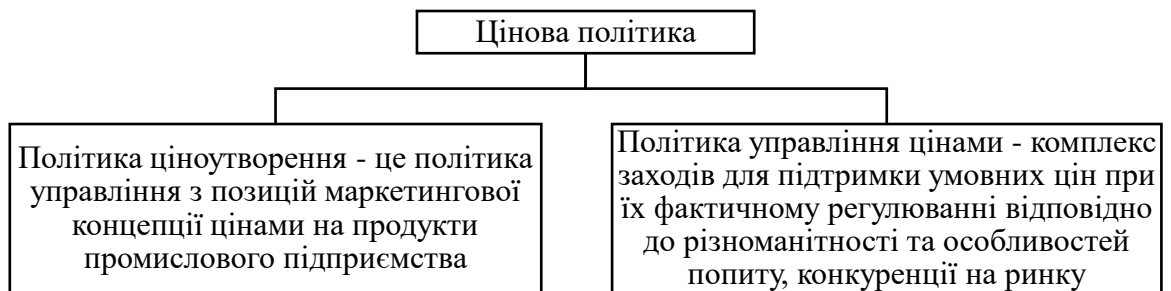 Цінова політика
Політика ціноутворення - це політика
управління з позицій маркетингової
концепції цінами на продукти
промислового підприємства
Політика управління цінами - комплекс
заходів для підтримки умовних цін при
їх фактичному регулюванні відповідно
до різноманітності та особливостей
попиту, конкуренції на ринку